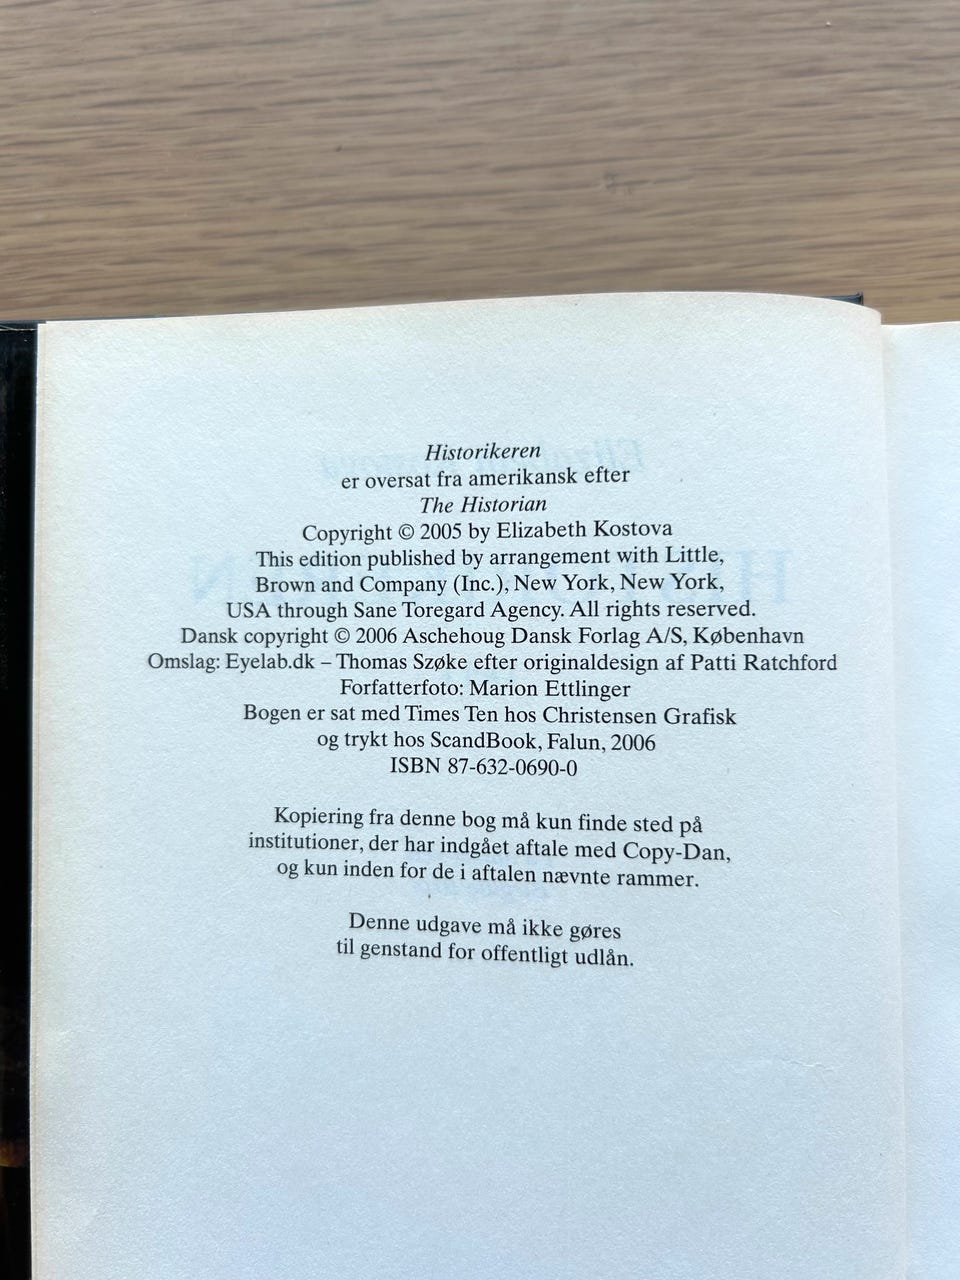 Historikeren
er oversat fra amerikansk efter
The Historian
Copyright © 2005 by Elizabeth Kostova
This edition published by arrangement with Little,
Brown and Company (Inc.), New York, New York,
USA through Sane Toregard Agency. All rights reserved.
Dansk copyright © 2006 Aschehoug Dansk Forlag A/S, København
Omslag: Eyelab.dk – Thomas Szøke efter originaldesign af Patti Ratchford
Forfatterfoto: Marion Ettlinger
Bogen er sat med Times Ten hos Christensen Grafisk
og trykt hos ScandBook, Falun, 2006
ISBN 87-632-0690-0
Kopiering fra denne bog må kun finde sted på
institutioner, der har indgået aftale med Copy-Dan,
og kun inden for de i aftalen nævnte rammer.
Denne udgave må ikke gøres
til genstand for offentligt udlån.